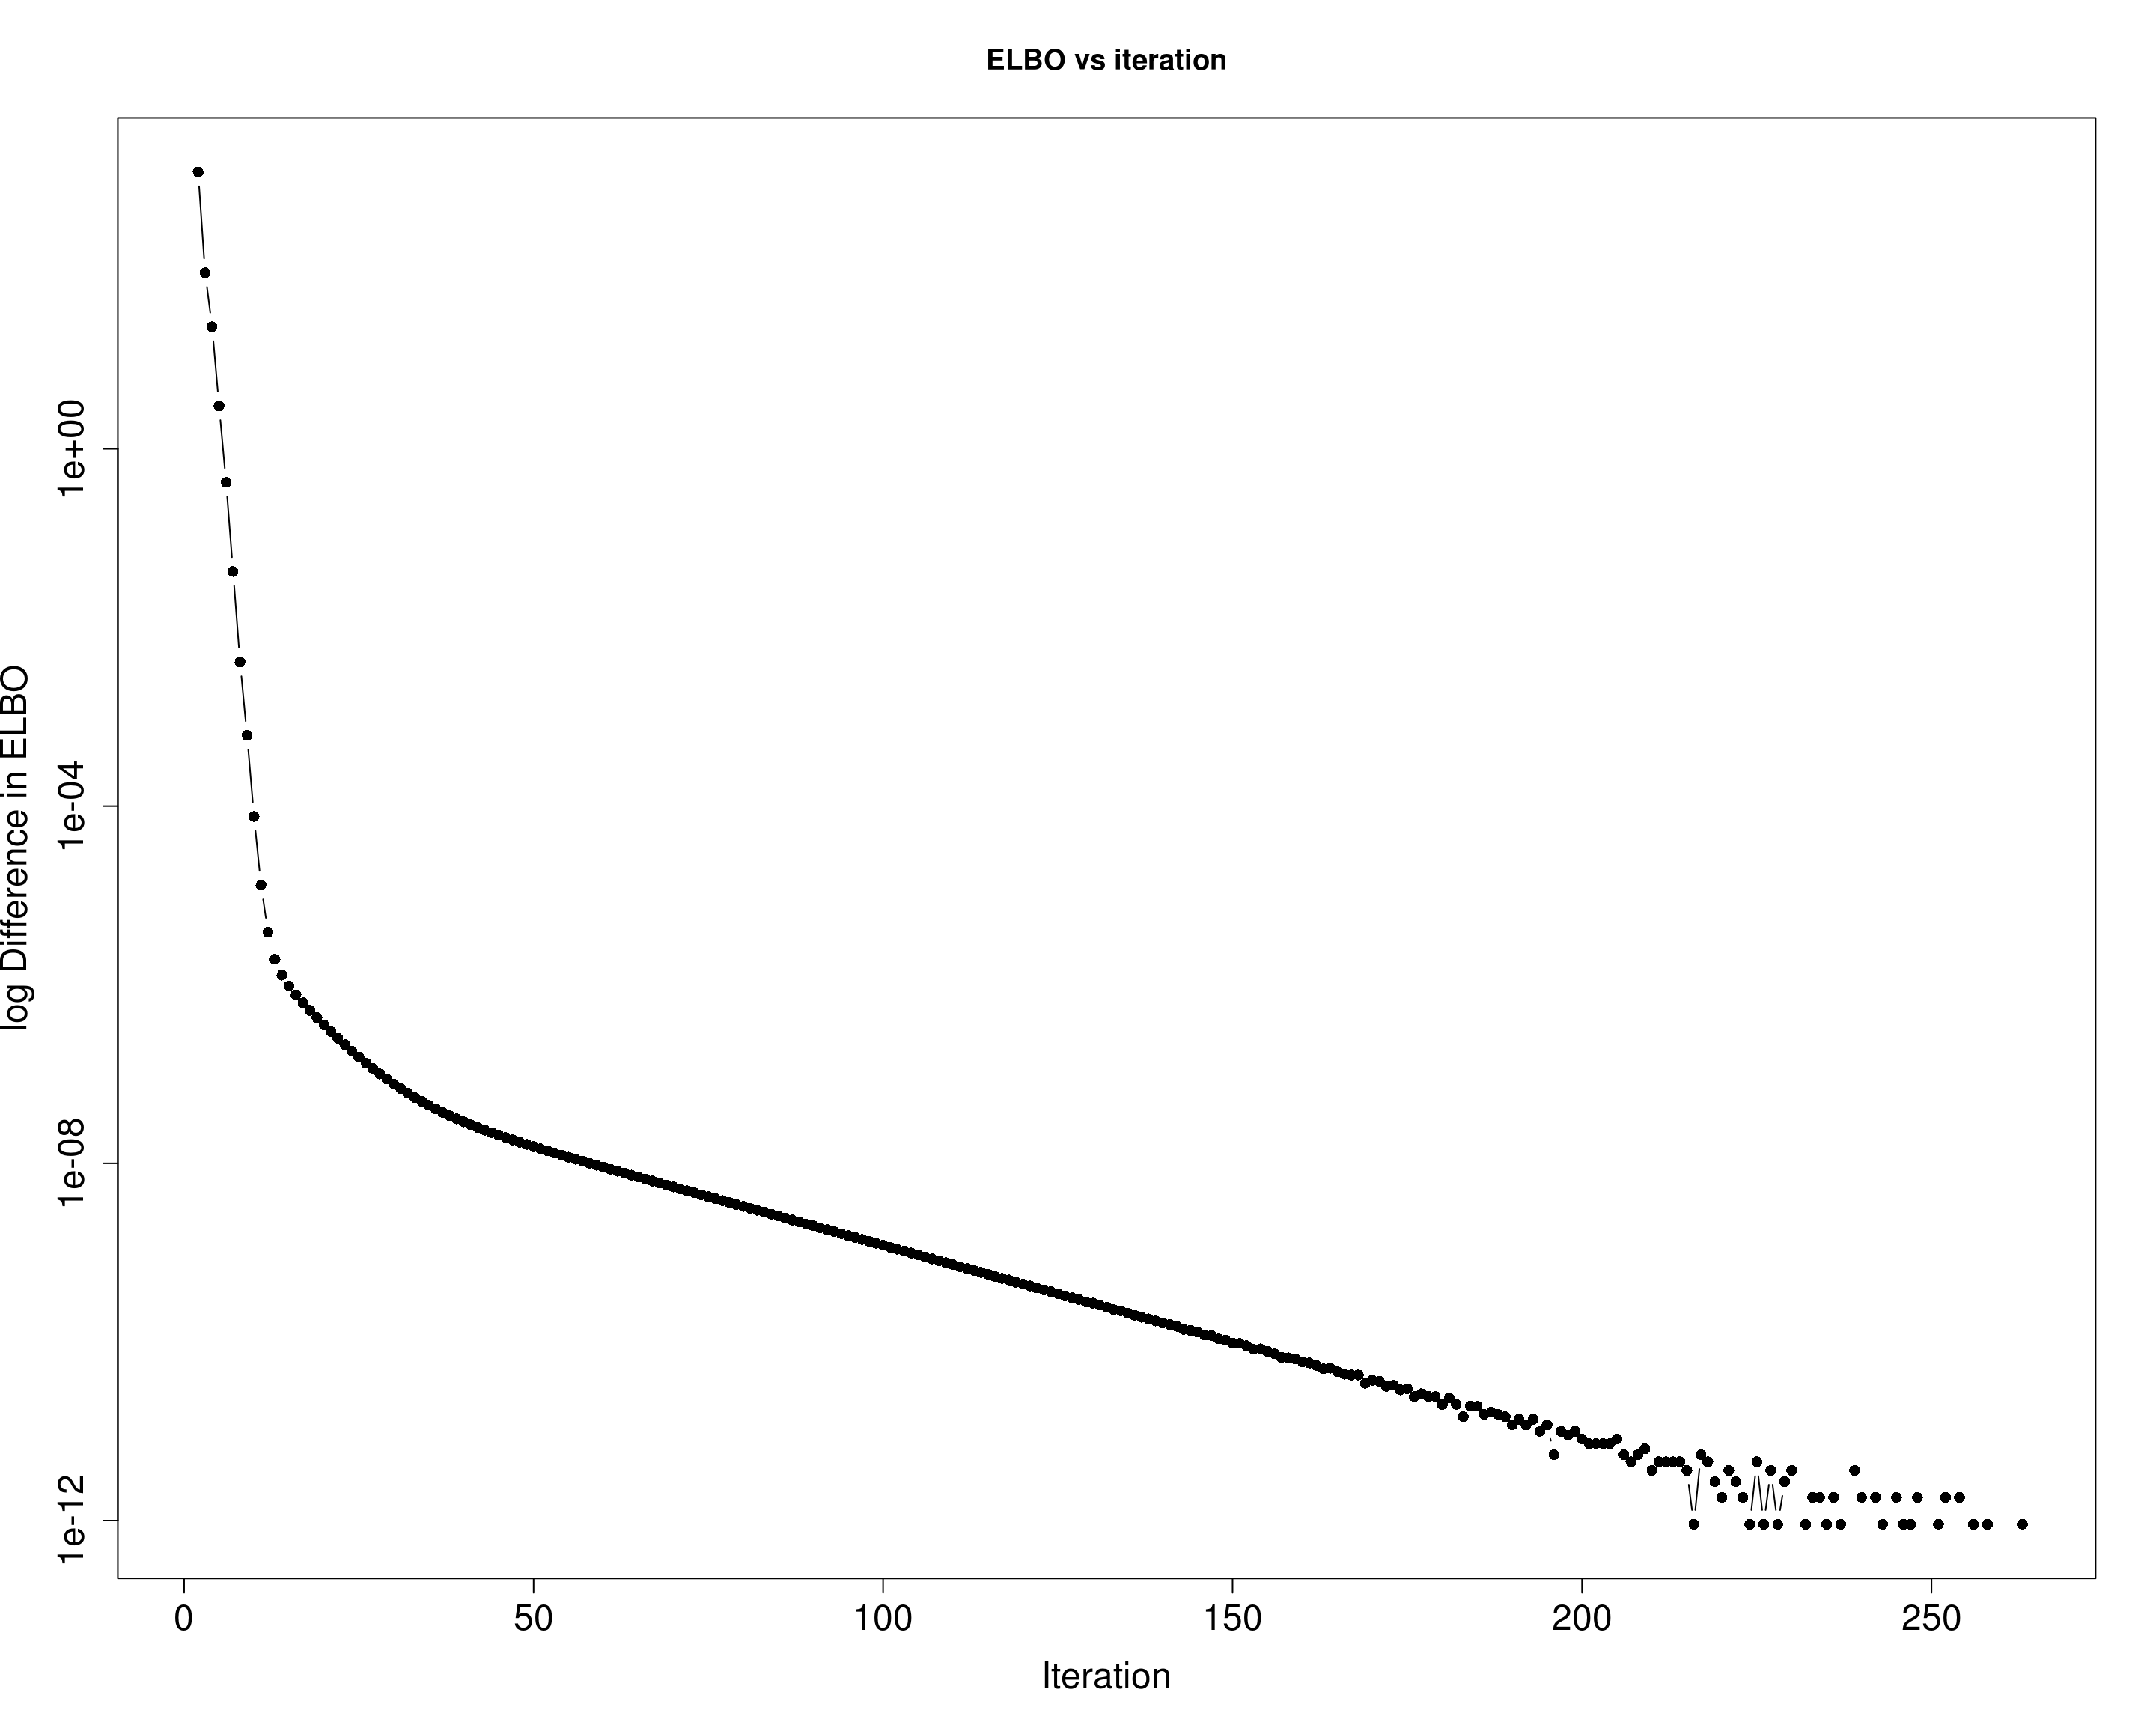 ELBO vs iteration
log Difference in ELBO
1e+00
1e-04
1e-08
1e-12
0 50 100 150 200 250
Iteration